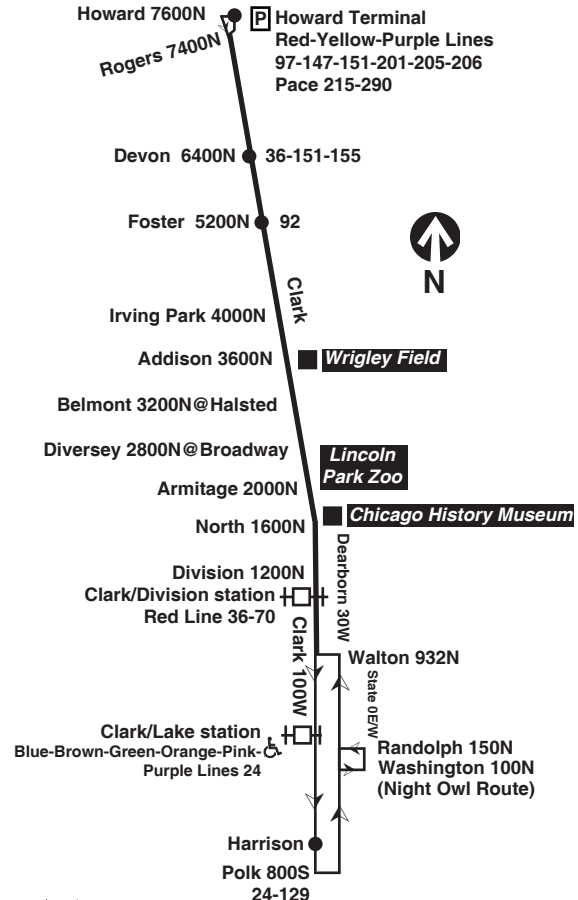 Howard 7600N
P
Howard Terminal
Red-Yellow-Purple Lines
97-147-151-201-205-206
Pace 215-290
Rogers 7400N
Devon 6400N
36-151-155
Foster 5200N
92
N
Clark
Irving Park 4000N
Addison 3600N
Wrigley Field
Belmont 3200N@Halsted
Diversey 2800N@Broadway
Lincoln
Park Zoo
Armitage 2000N
Chicago History Museum
North 1600N
Dearborn 30W
Division 1200N
Clark/Division station
Red Line 36-70
Clark 100W
Walton 932N
State 0E/W
Clark/Lake station
Blue-Brown-Green-Orange-Pink-
Purple Lines 24
Randolph 150N
Washington 100N
(Night Owl Route)
Harrison
Polk 800S
24-129